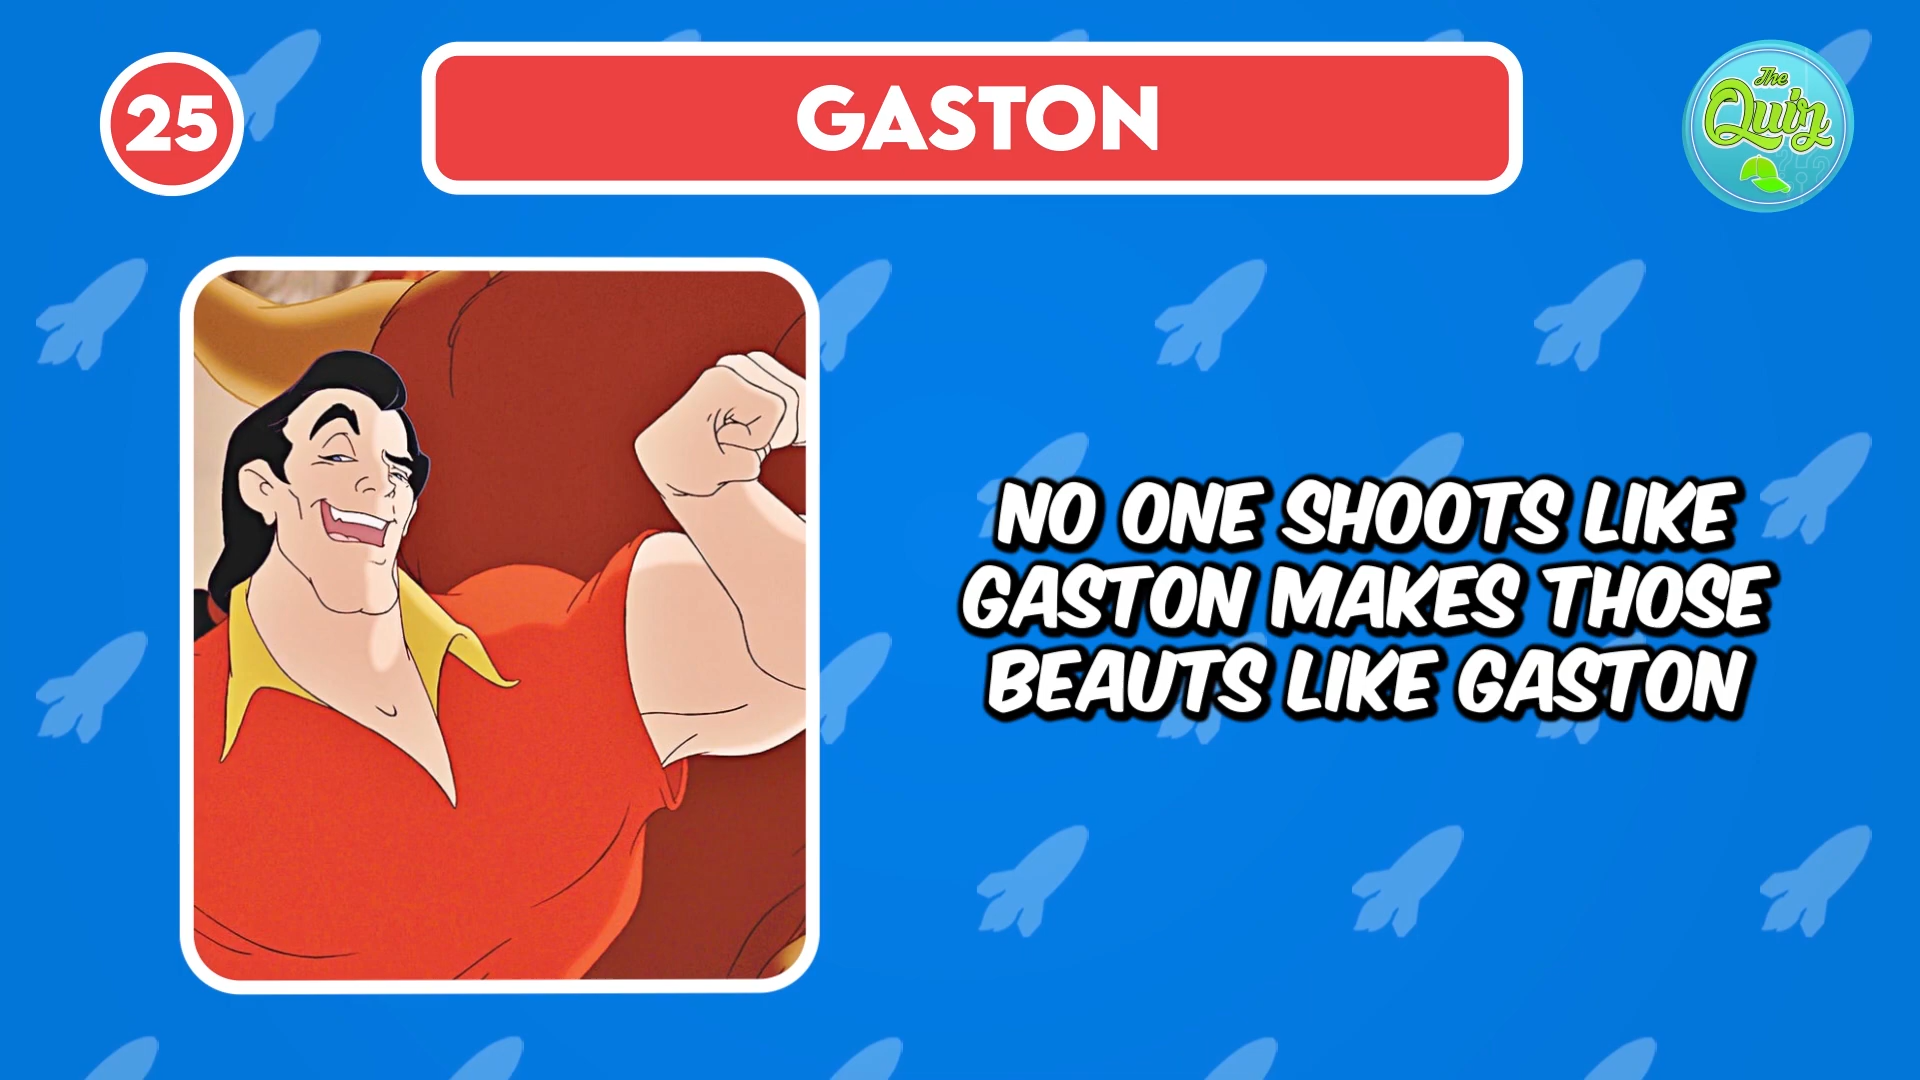 25
GASTON
The
Quiz
NO ONE SHOOTS LIKE
GASTON MAKES THOSE
BEAUTS LIKE GASTON